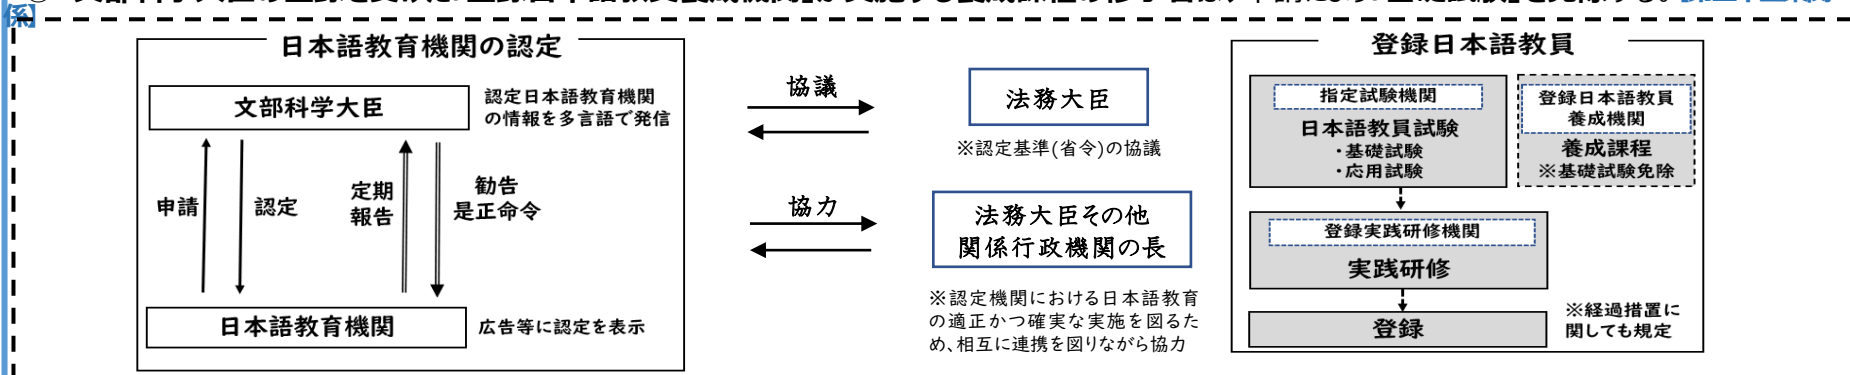 日本語教育機関の認定
文部科学大臣
認定日本語教育機関
の情報を多言語で発信
申請
認定
定期
報告
勧告
是正命令
日本語教育機関
広告等に認定を表示
協議
法務大臣
※認定基準(省令)の協議
協力
法務大臣その他
関係行政機関の長
※認定機関における日本語教育
の適正かつ確実な実施を図るた
め、相互に連携を図りながら協力
登録日本語教員
指定試験機関
日本語教員試験
・基礎試験
・応用試験
登録日本語教員
養成機関
養成課程
※基礎試験免除
登録実践研修機関
実践研修
登録
※経過措置に
関しても規定